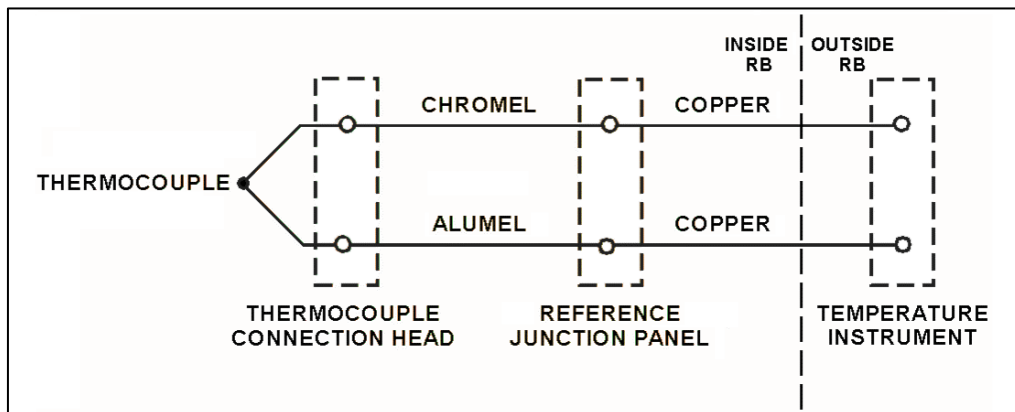 INSIDE
RB
OUTSIDE
RB
CHROMEL
COPPER
THERMOCOUPLE
ALUMEL
COPPER
THERMOCOUPLE
CONNECTION HEAD
REFERENCE
JUNCTION PANEL
TEMPERATURE
INSTRUMENT